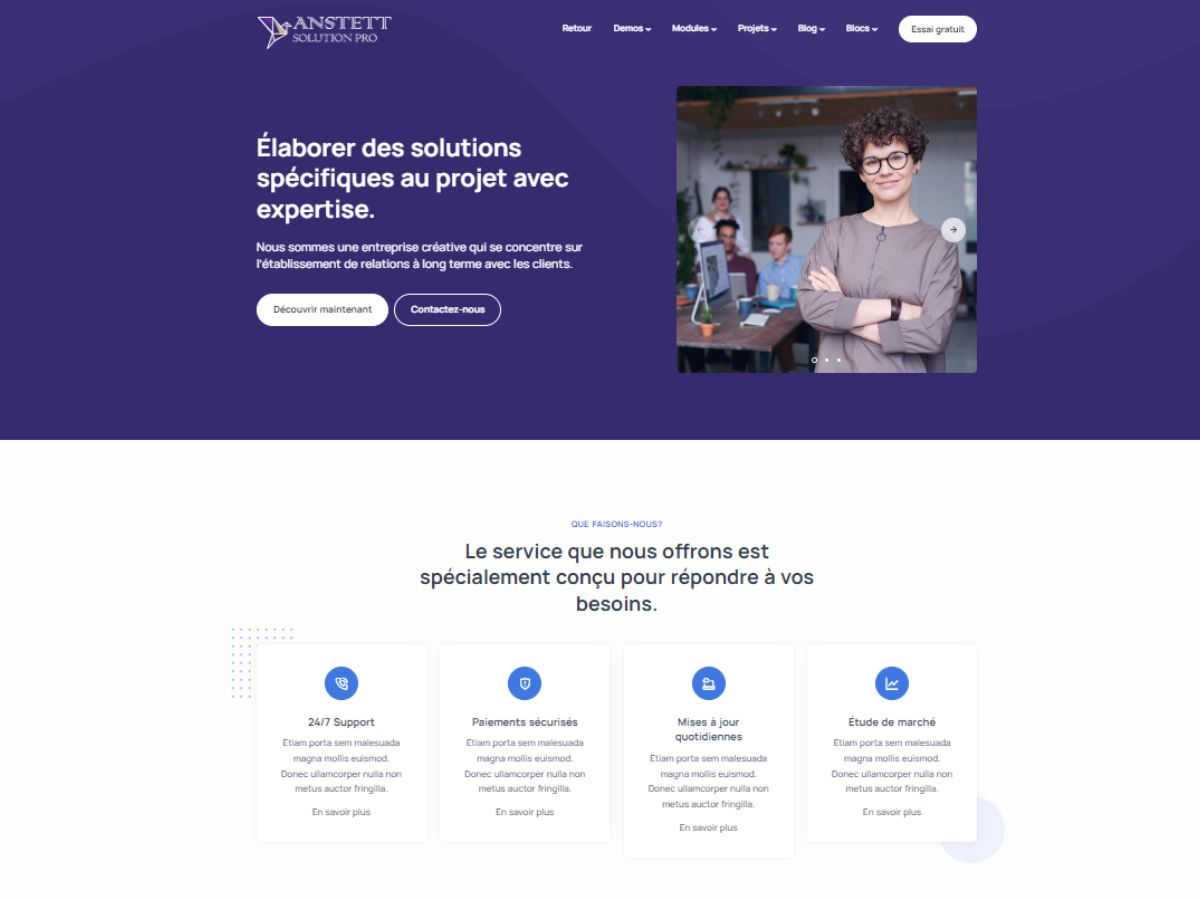 ANSTETT
SOLUTION PRO
Retour Demos Modules Projets Blog Blocs Essai gratuit
Élaborer des solutions
spécifiques au projet avec
expertise.
Nous sommes une entreprise créative qui se concentre sur
l'établissement de relations à long terme avec les clients.
Découvrir maintenant Contactez-nous
QUE FAISONS-NOUS?
Le service que nous offrons est
spécialement conçu pour répondre à vos
besoins.
24/7 Support
Etiam porta sem malesuada
magna mollis euismod.
Donec ullamcorper nulla non
metus auctor fringilla.
En savoir plus
Paiements sécurisés
Etiam porta sem malesuada
magna mollis euismod.
Donec ullamcorper nulla non
metus auctor fringilla.
En savoir plus
Mises à jour
quotidiennes
Etiam porta sem malesuada
magna mollis euismod.
Donec ullamcorper nulla non
metus auctor fringilla.
En savoir plus
Étude de marché
Etiam porta sem malesuada
magna mollis euismod.
Donec ullamcorper nulla non
metus auctor fringilla.
En savoir plus